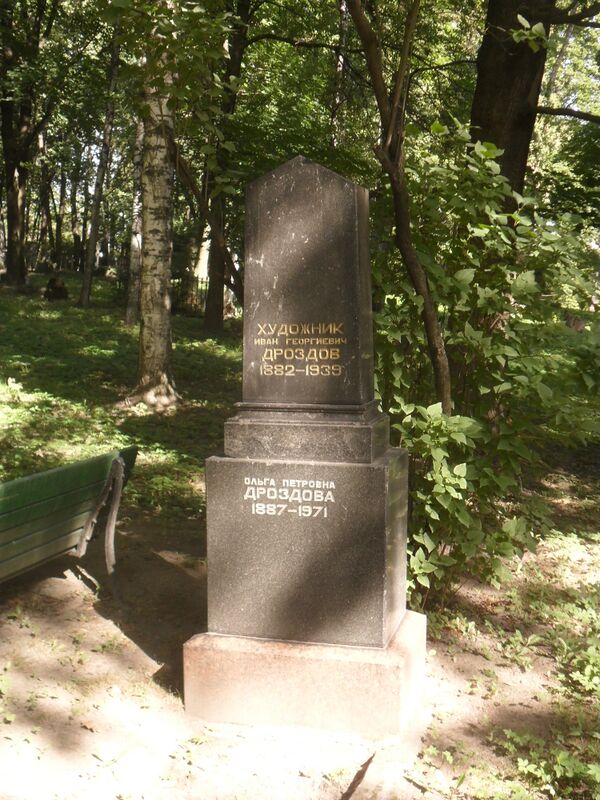 ХУДОЖНИК
ИВАН ГЕОРГИЕВИЧ
ДРОЗДОВ
1882-1939
ОЛЬГА ПЕТРОВНА
ДРОЗДОВА
1887-1971